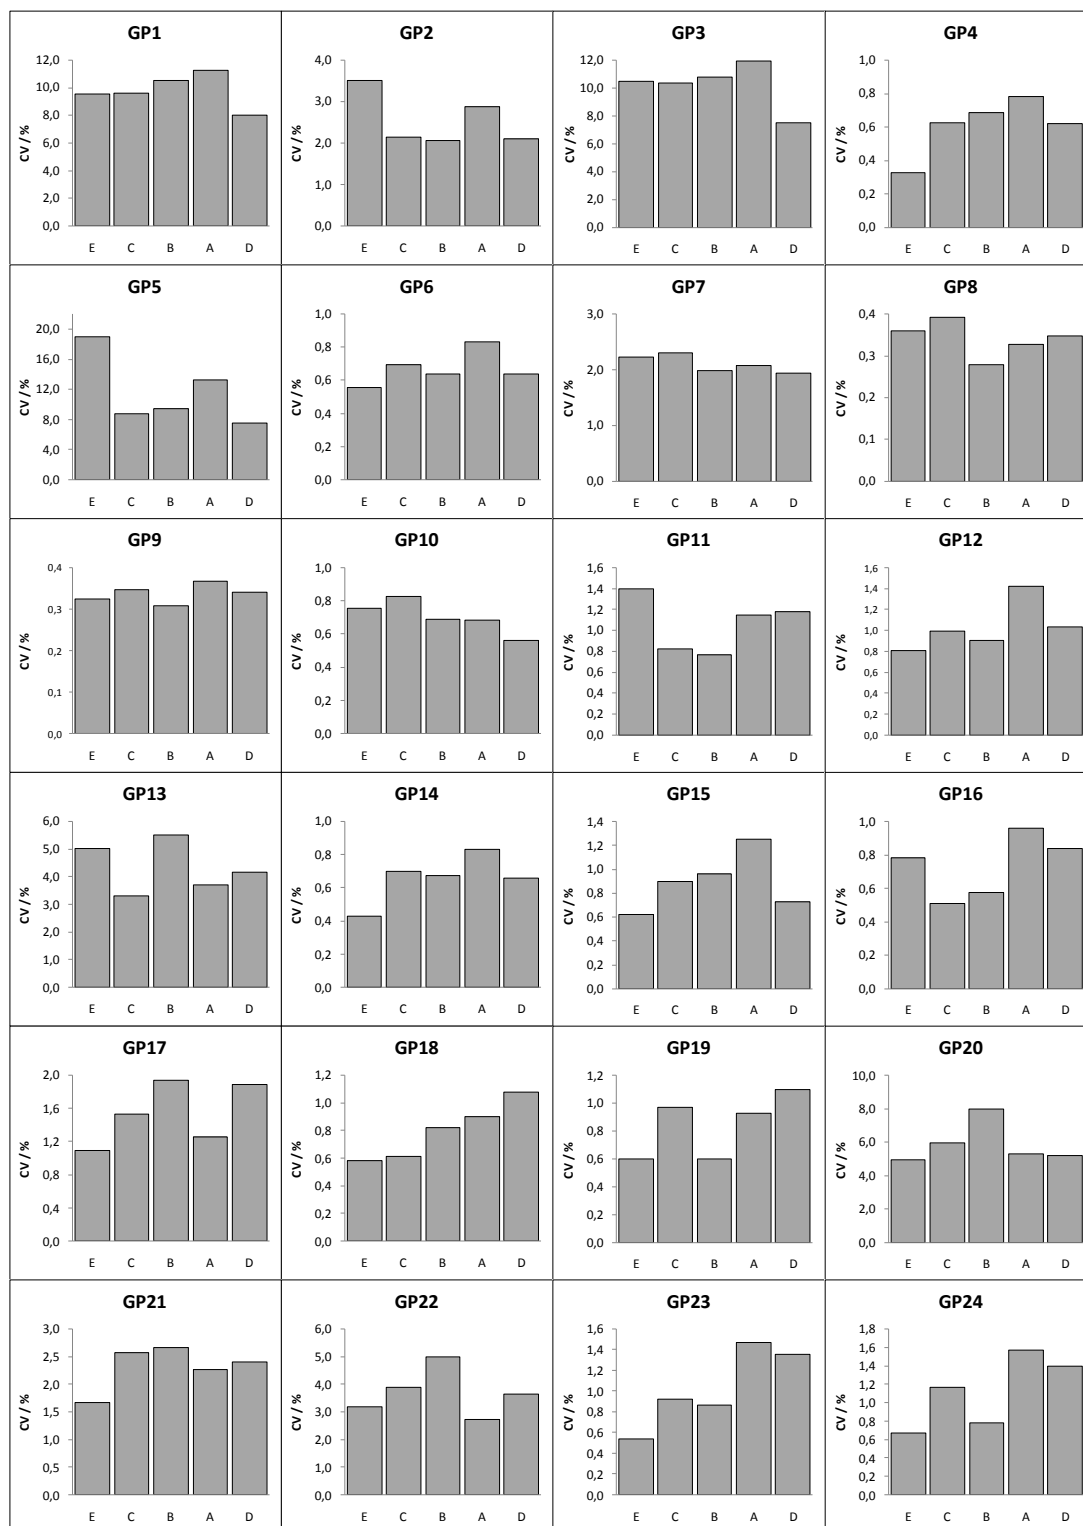 GP1
CV / %
12,0
10,0
8,0
6,0
4,0
2,0
0,0
E C B A D
GP2
CV / %
4,0
3,0
2,0
1,0
0,0
E C B A D
GP3
CV / %
12,0
10,0
8,0
6,0
4,0
2,0
0,0
E C B A D
GP4
CV / %
1,0
0,8
0,6
0,4
0,2
0,0
E C B A D
GP5
CV / %
20,0
16,0
12,0
8,0
4,0
0,0
E C B A D
GP6
CV / %
1,0
0,8
0,6
0,4
0,2
0,0
E C B A D
GP7
CV / %
3,0
2,0
1,0
0,0
E C B A D
GP8
CV / %
0,4
0,3
0,2
0,1
0,0
E C B A D
GP9
CV / %
0,4
0,3
0,2
0,1
0,0
E C B A D
GP10
CV / %
1,0
0,8
0,6
0,4
0,2
0,0
E C B A D
GP11
CV / %
1,6
1,4
1,2
1,0
0,8
0,6
0,4
0,2
0,0
E C B A D
GP12
CV / %
1,6
1,4
1,2
1,0
0,8
0,6
0,4
0,2
0,0
E C B A D
GP13
CV / %
6,0
5,0
4,0
3,0
2,0
1,0
0,0
E C B A D
GP14
CV / %
1,0
0,8
0,6
0,4
0,2
0,0
E C B A D
GP15
CV / %
1,4
1,2
1,0
0,8
0,6
0,4
0,2
0,0
E C B A D
GP16
CV / %
1,0
0,8
0,6
0,4
0,2
0,0
E C B A D
GP17
CV / %
2,0
1,6
1,2
0,8
0,4
0,0
E C B A D
GP18
CV / %
1,2
1,0
0,8
0,6
0,4
0,2
0,0
E C B A D
GP19
CV / %
1,2
1,0
0,8
0,6
0,4
0,2
0,0
E C B A D
GP20
CV / %
10,0
8,0
6,0
4,0
2,0
0,0
E C B A D
GP21
CV / %
3,0
2,5
2,0
1,5
1,0
0,5
0,0
E C B A D
GP22
CV / %
6,0
5,0
4,0
3,0
2,0
1,0
0,0
E C B A D
GP23
CV / %
1,6
1,4
1,2
1,0
0,8
0,6
0,4
0,2
0,0
E C B A D
GP24
CV / %
1,8
1,6
1,4
1,2
1,0
0,8
0,6
0,4
0,2
0,0
E C B A D